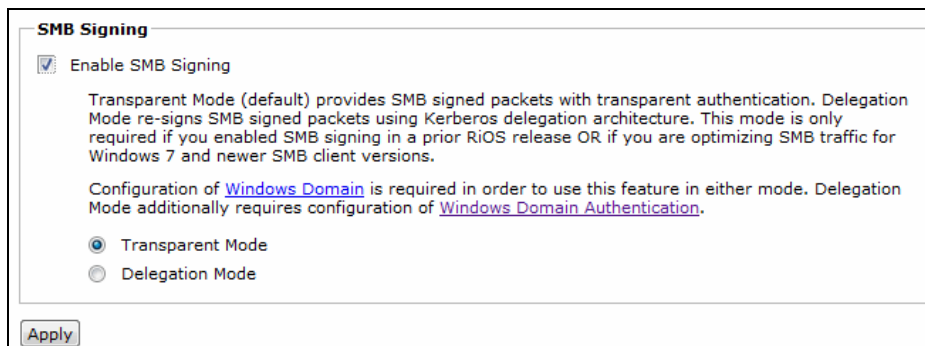 SMB Signing
Enable SMB Signing
Transparent Mode (default) provides SMB signed packets with transparent authentication. Delegation
Mode re-signs SMB signed packets using Kerberos delegation architecture. This mode is only
required if you enabled SMB signing in a prior RiOS release OR if you are optimizing SMB traffic for
Windows 7 and newer SMB client versions.
Configuration of Windows Domain is required in order to use this feature in either mode. Delegation
Mode additionally requires configuration of Windows Domain Authentication.
Transparent Mode
Delegation Mode
Apply